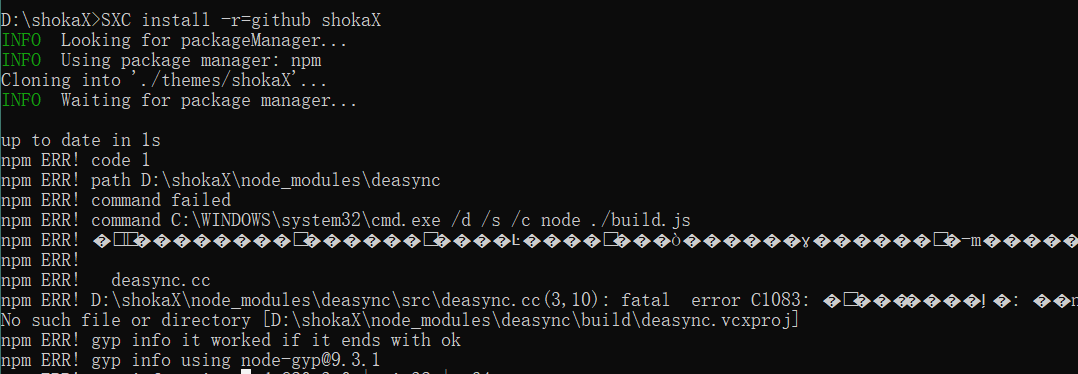 D:\shokaX>SXC install -r=github shokaX
INFO  Looking for packageManager...
INFO  Using package manager: npm
Cloning into './themes/shokaX'...
INFO  Waiting for package manager...
up to date in 1s
npm ERR! code 1
npm ERR! path D:\shokaX\node_modules\deasync
npm ERR! command failed
npm ERR! command C:\WINDOWS\system32\cmd.exe /d /s /c node ./build.js
npm ERR!
npm ERR!
npm ERR!   deasync.cc
npm ERR! D:\shokaX\node_modules\deasync\src\deasync.cc(3,10): fatal  error C1083:
No such file or directory [D:\shokaX\node_modules\deasync\build\deasync.vcxproj]
npm ERR! gyp info it worked if it ends with ok
npm ERR! gyp info using node-gyp@9.3.1